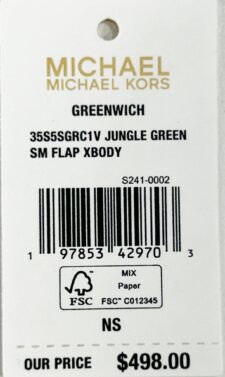 MICHAEL
MICHAEL KORS
GREENWICH
35S5SGRC1V JUNGLE GREEN
SM FLAP XBODY
S241-0002
1 97853 42970 3
FSC
MIX
Paper
FSC™ C012345
NS
OUR PRICE $498.00